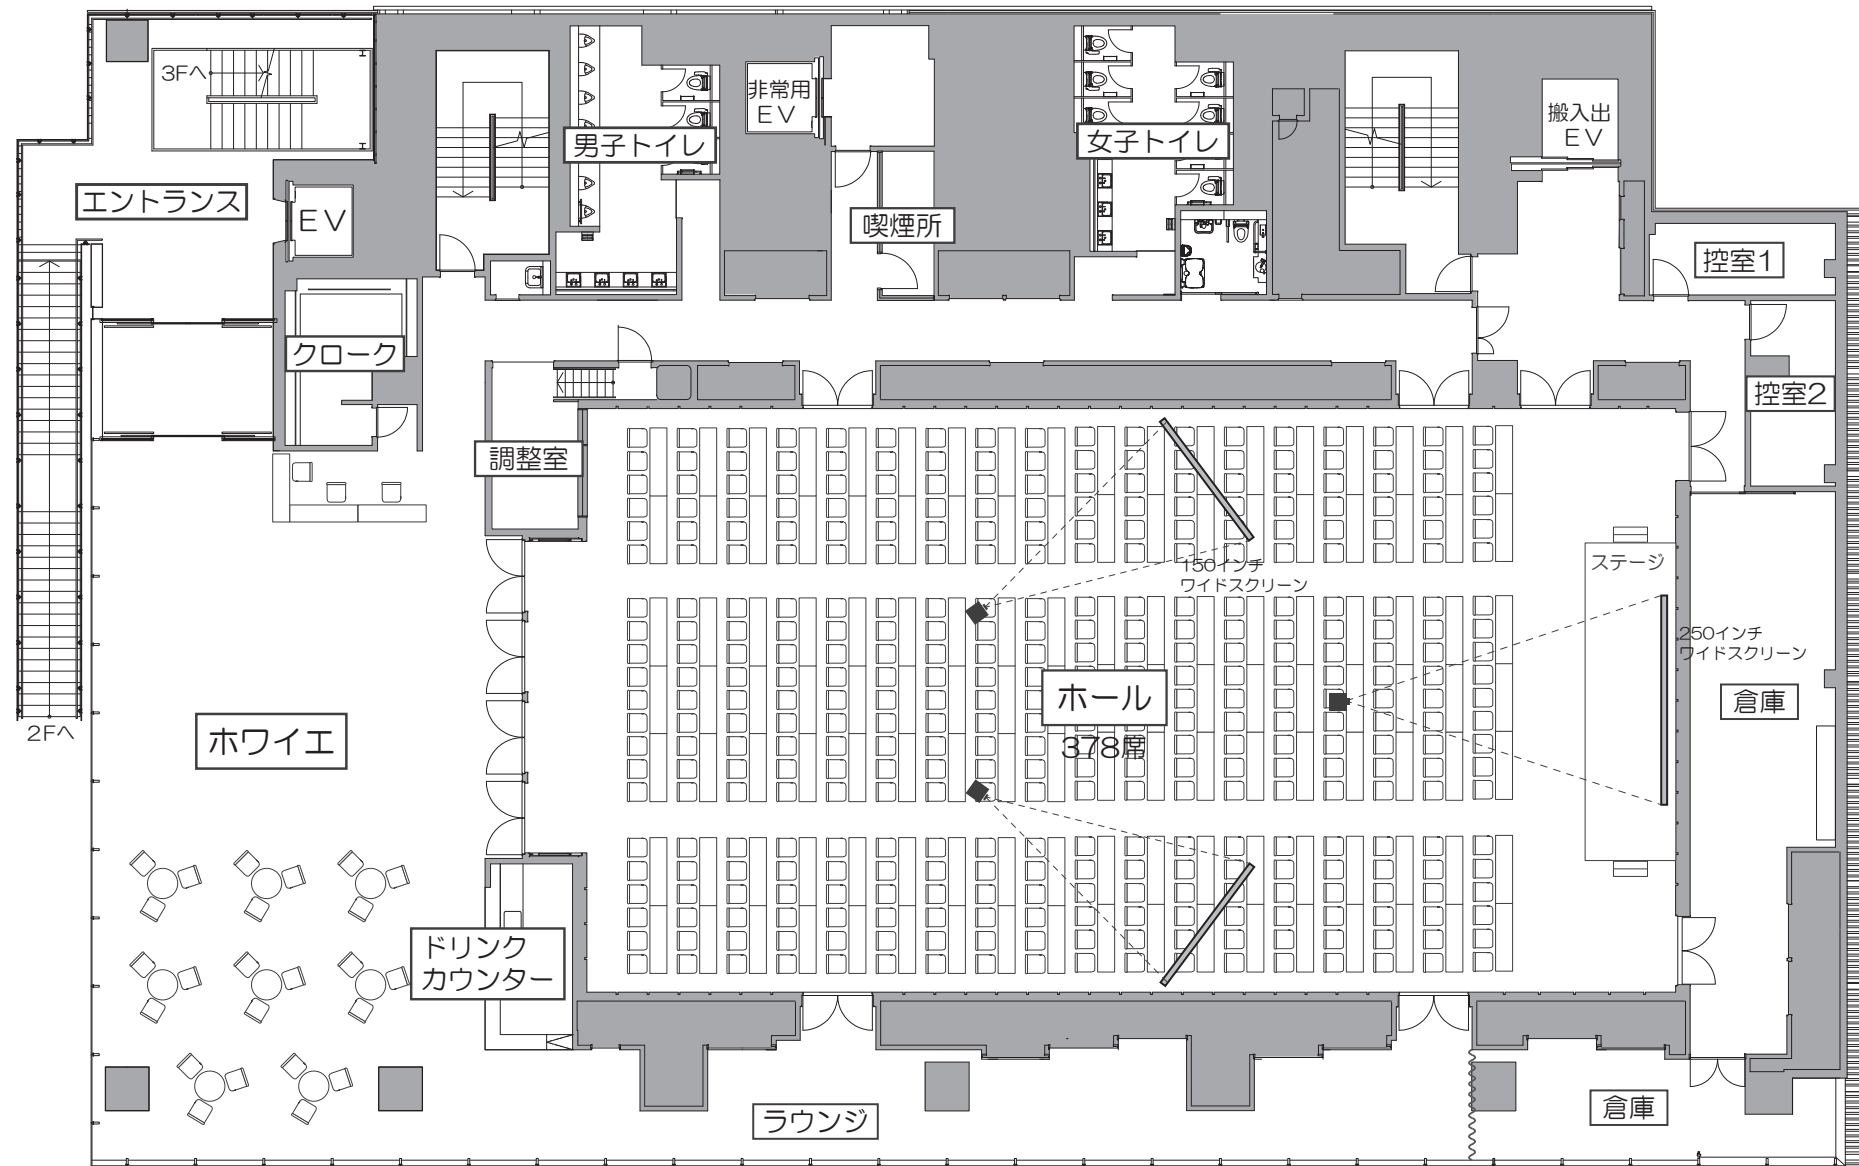 3Fへ
非常用
EV
搬入出
EV
男子トイレ
女子トイレ
エントランス
EV
喫煙所
控室1
クローク
控室2
調整室
ステージ
150インチ
ワイドスクリーン
250インチ
ワイドスクリーン
ホール
378席
倉庫
2Fへ
ホワイエ
ドリンク
カウンター
ラウンジ
倉庫